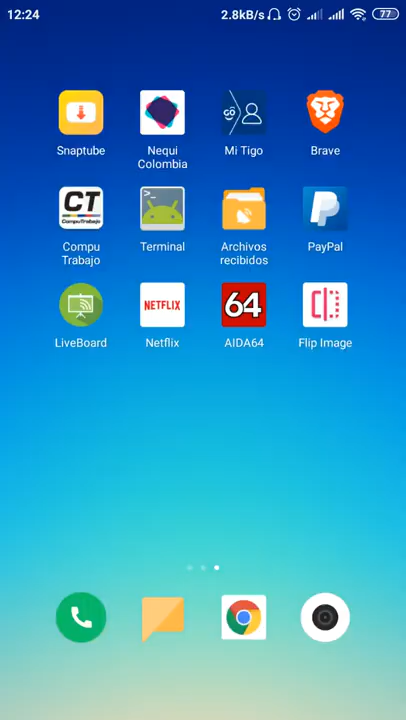 12:24 2.8kB/s 77
Snaptube
Nequi
Colombia
GO
Mi Tigo
Brave
CT
CompuTrabajo
Compu
Trabajo
>_
Terminal
Archivos
recibidos
PayPal
LiveBoard
NETFLIX
Netflix
64
AIDA64
Flip Image